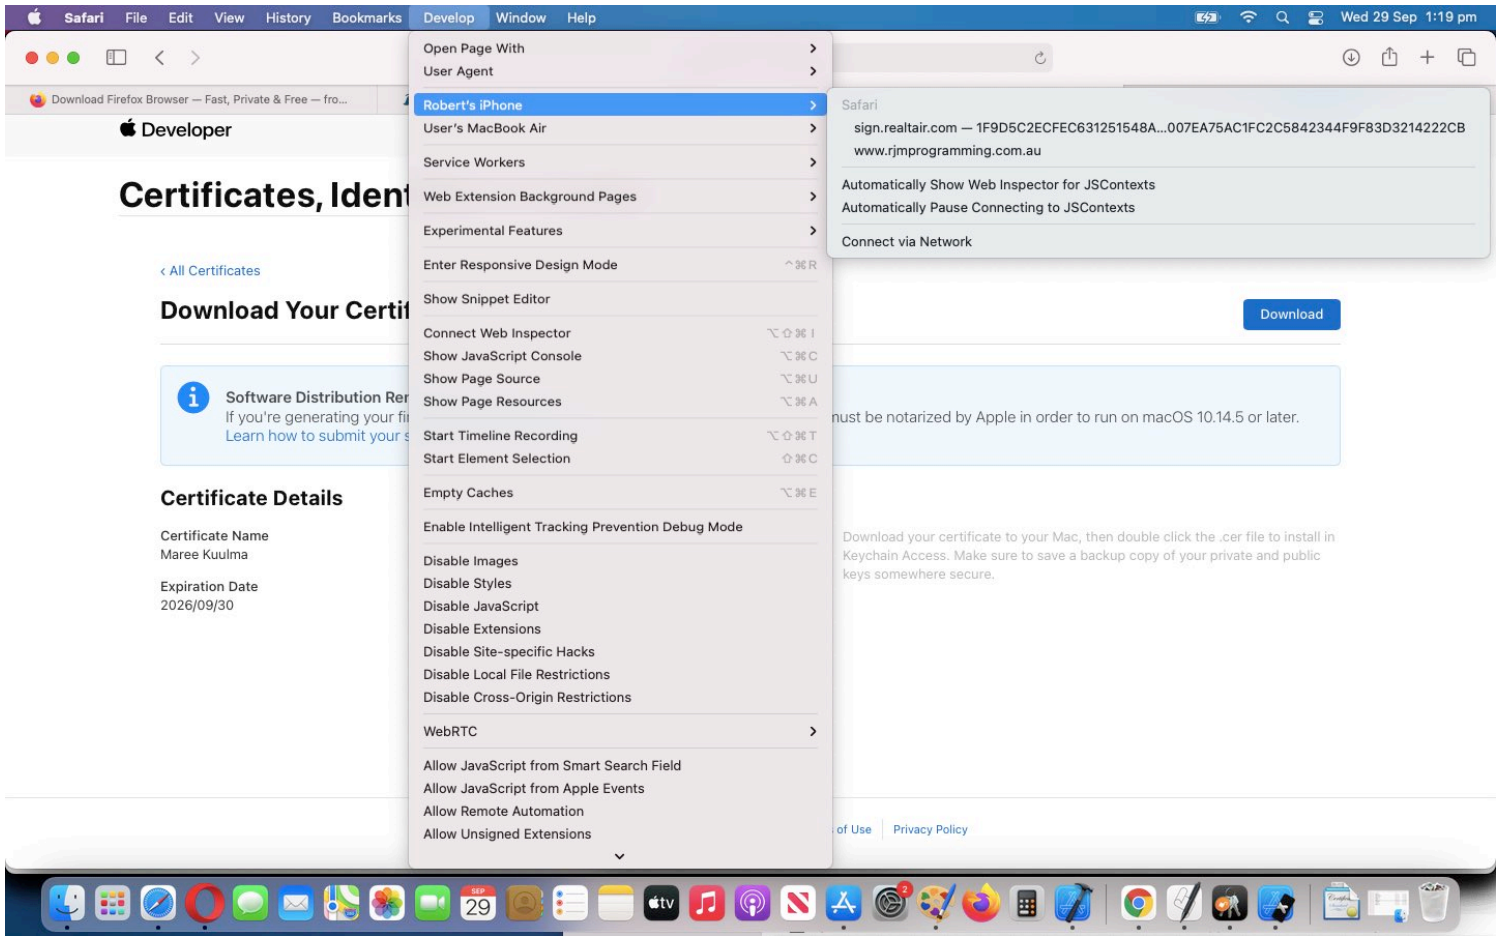 Safari File Edit View History Bookmarks Develop Window Help Wed 29 Sep 1:19 pm
Download Firefox Browser — Fast, Private & Free — fro...
Developer
Certificates, Ident
‹ All Certificates
Download Your Certif
Download
Software Distribution Rer
If you're generating your fi
must be notarized by Apple in order to run on macOS 10.14.5 or later.
Learn how to submit your s
Certificate Details
Certificate Name
Maree Kuulma
Expiration Date
2026/09/30
Download your certificate to your Mac, then double click the .cer file to install in
Keychain Access. Make sure to save a backup copy of your private and public
keys somewhere secure.
of Use Privacy Policy
Open Page With
User Agent
Robert's iPhone
User's MacBook Air
Service Workers
Web Extension Background Pages
Experimental Features
Enter Responsive Design Mode ^⌘R
Show Snippet Editor
Connect Web Inspector ⌥⇧⌘I
Show JavaScript Console ⌥⌘C
Show Page Source ⌥⌘U
Show Page Resources ⌥⌘A
Start Timeline Recording ⌥⇧⌘T
Start Element Selection ⇧⌘C
Empty Caches ⌥⌘E
Enable Intelligent Tracking Prevention Debug Mode
Disable Images
Disable Styles
Disable JavaScript
Disable Extensions
Disable Site-specific Hacks
Disable Local File Restrictions
Disable Cross-Origin Restrictions
WebRTC
Allow JavaScript from Smart Search Field
Allow JavaScript from Apple Events
Allow Remote Automation
Allow Unsigned Extensions
Safari
sign.realtair.com — 1F9D5C2ECFEC631251548A...007EA75AC1FC2C5842344F9F83D3214222CB
www.rjmprogramming.com.au
Automatically Show Web Inspector for JSContexts
Automatically Pause Connecting to JSContexts
Connect via Network
SEP
29
tv
2